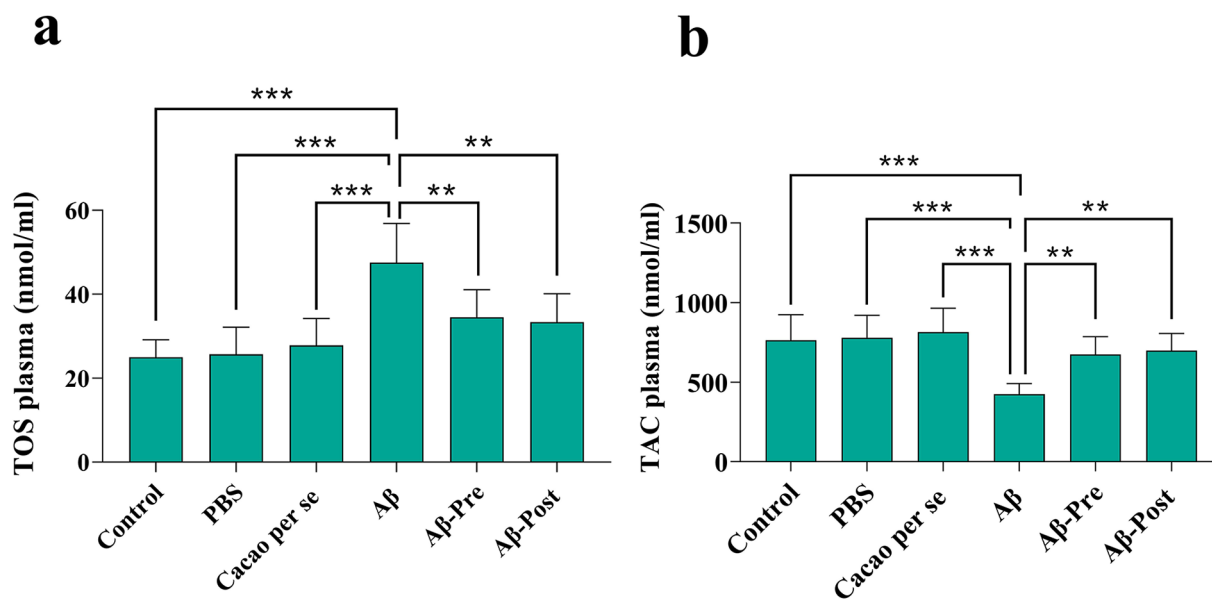 a
***
***
**
***
**
TOS plasma (nmol/ml)
60
40
20
0
Control
PBS
Cacao per se
Aβ
Aβ-Pre
Aβ-Post
b
***
***
**
***
**
TAC plasma (nmol/ml)
1500
1000
500
0
Control
PBS
Cacao per se
Aβ
Aβ-Pre
Aβ-Post